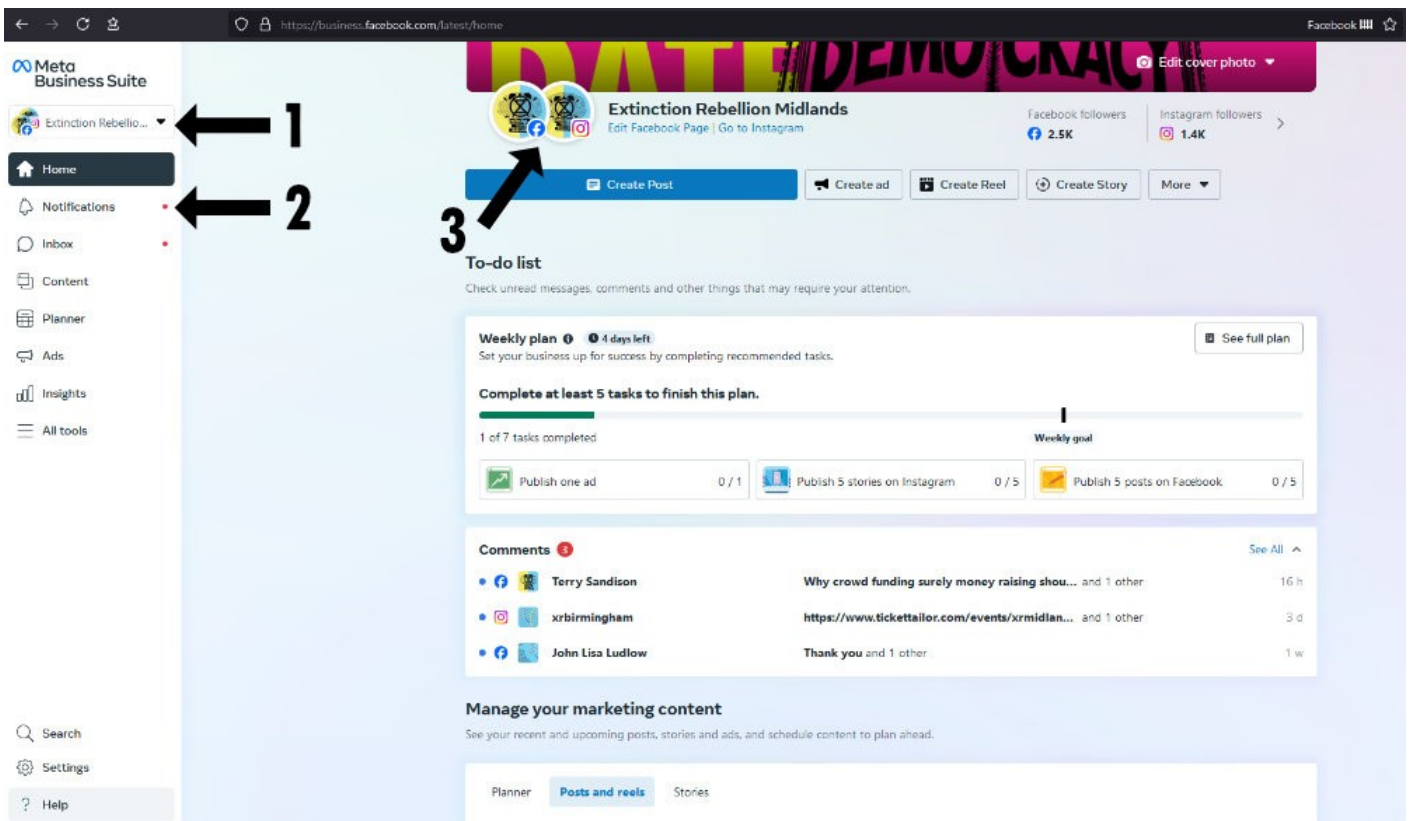 https://business.facebook.com/latest/home
Facebook
Meta
Business Suite
Extinction Rebellio...
1
Home
Notifications
2
Inbox
Content
Planner
Ads
Insights
All tools
Search
Settings
Help
DEMOCRACY
Edit cover photo
Extinction Rebellion Midlands
Edit Facebook Page | Go to Instagram
Facebook followers
2.5K
Instagram followers
1.4K
3
Create Post
Create ad
Create Reel
Create Story
More
To-do list
Check unread messages, comments and other things that may require your attention.
Weekly plan
4 days left
See full plan
Set your business up for success by completing recommended tasks.
Complete at least 5 tasks to finish this plan.
1 of 7 tasks completed
Weekly goal
Publish one ad 0 / 1
Publish 5 stories on Instagram 0 / 5
Publish 5 posts on Facebook 0 / 5
Comments 3
See All
Terry Sandison Why crowd funding surely money raising shou... and 1 other 16 h
xrbirmingham https://www.tickettailor.com/events/xrmidlan... and 1 other 3 d
John Lisa Ludlow Thank you and 1 other 1 w
Manage your marketing content
See your recent and upcoming posts, stories and ads, and schedule content to plan ahead.
Planner
Posts and reels
Stories